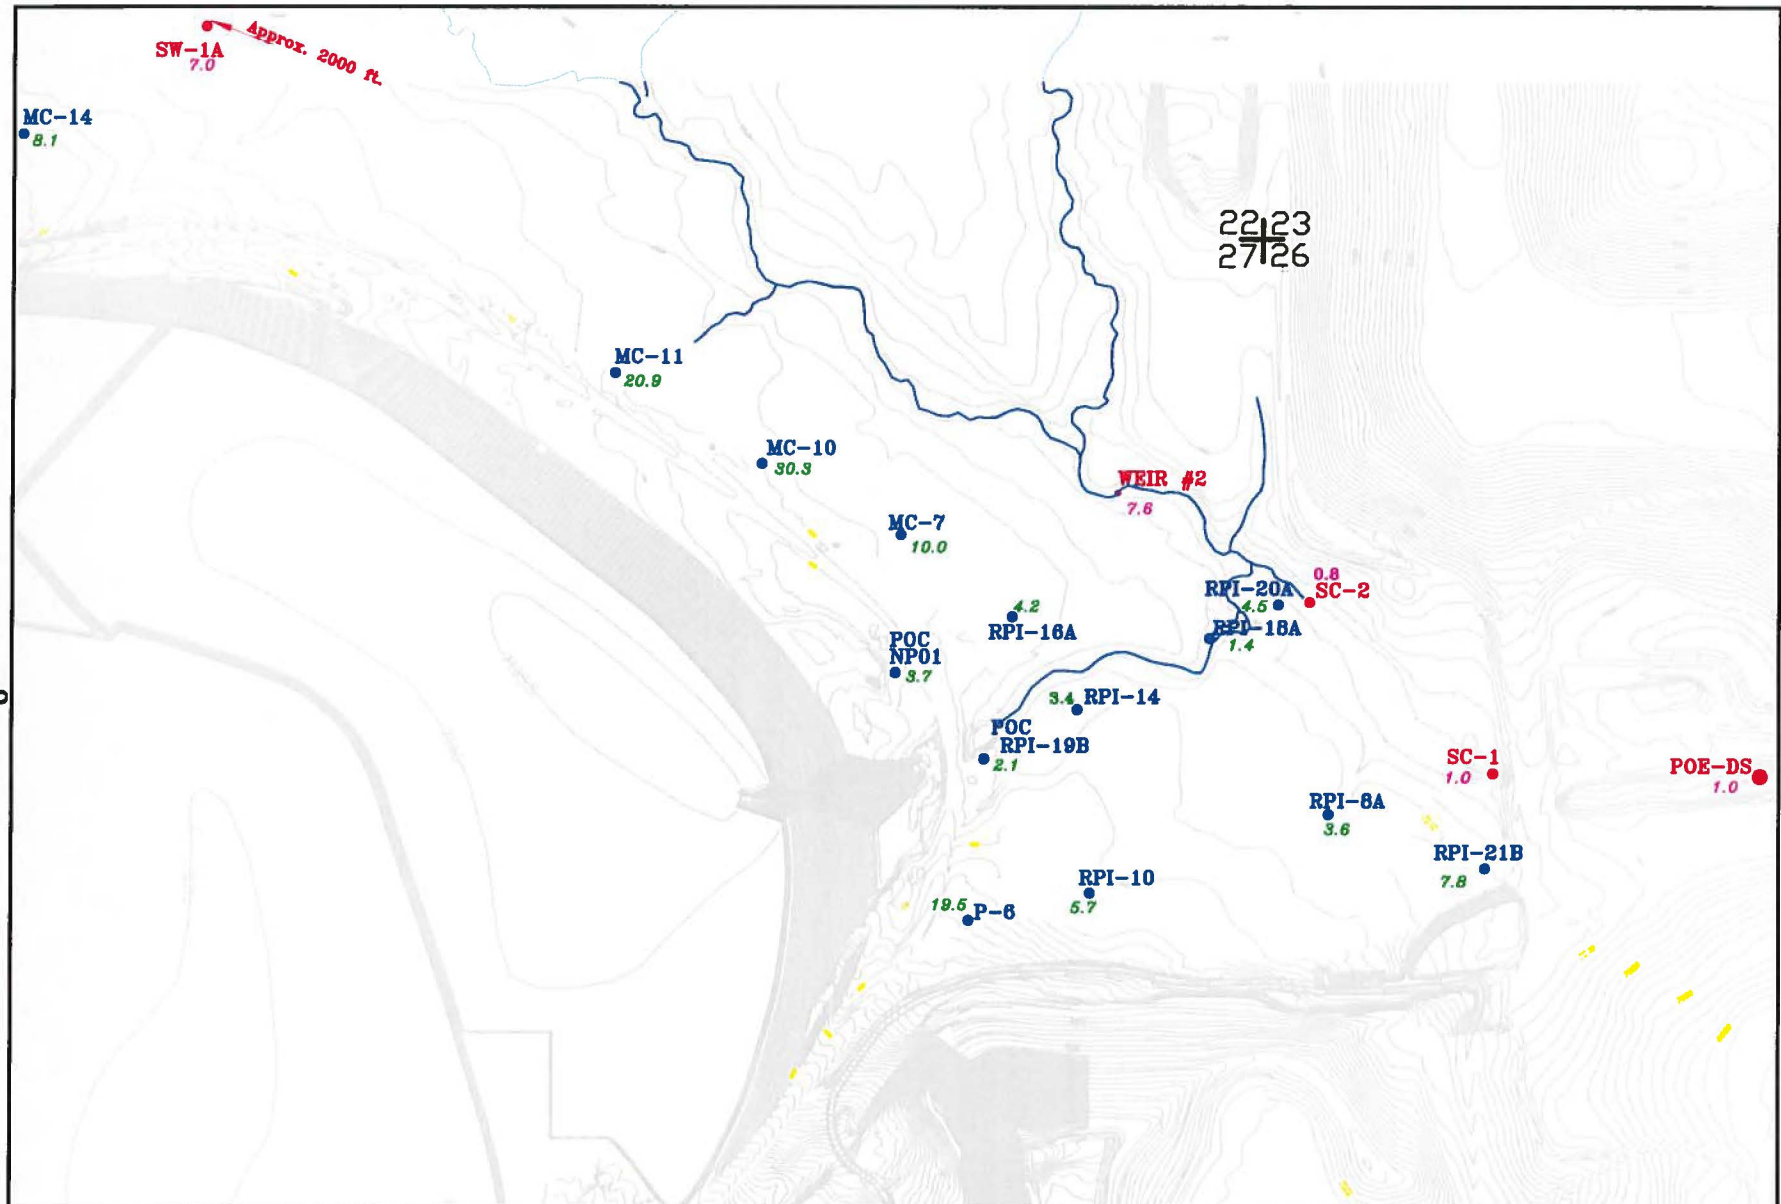 SW-1A
7.0
Approx. 2000 ft.
MC-14
8.1
22 23
27 26
MC-11
20.9
MC-10
30.3
WEIR #2
7.6
MC-7
10.0
0.8
SC-2
RPI-20A
4.5
4.2
RPI-16A
RPI-18A
1.4
POC
NP01
3.7
3.4
RPI-14
POC
RPI-19B
2.1
SC-1
1.0
POE-DS
1.0
RPI-8A
3.6
RPI-21B
7.8
RPI-10
5.7
19.5
P-6